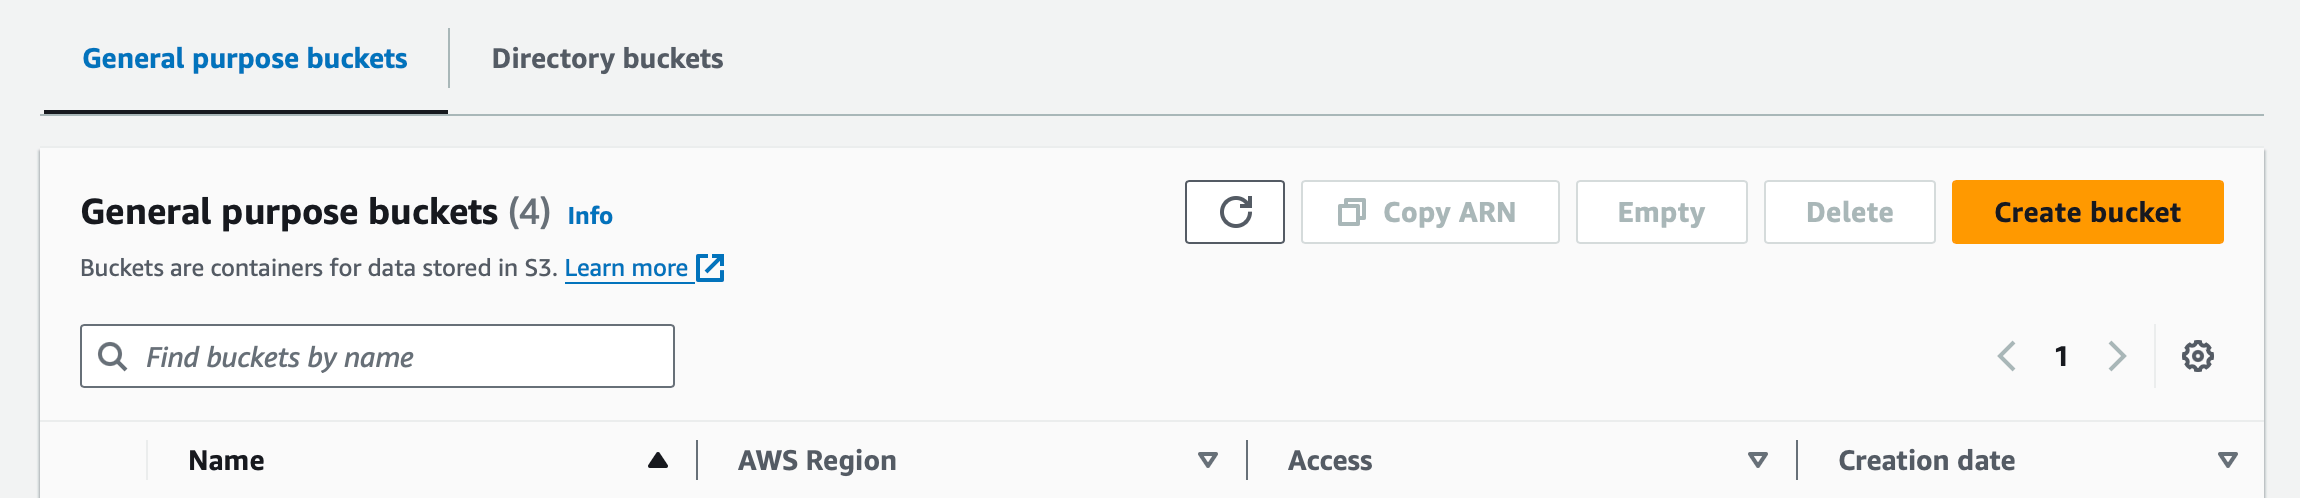 General purpose buckets
Directory buckets
General purpose buckets (4) Info
Copy ARN
Empty
Delete
Create bucket
Buckets are containers for data stored in S3. Learn more
Find buckets by name
1
Name
AWS Region
Access
Creation date